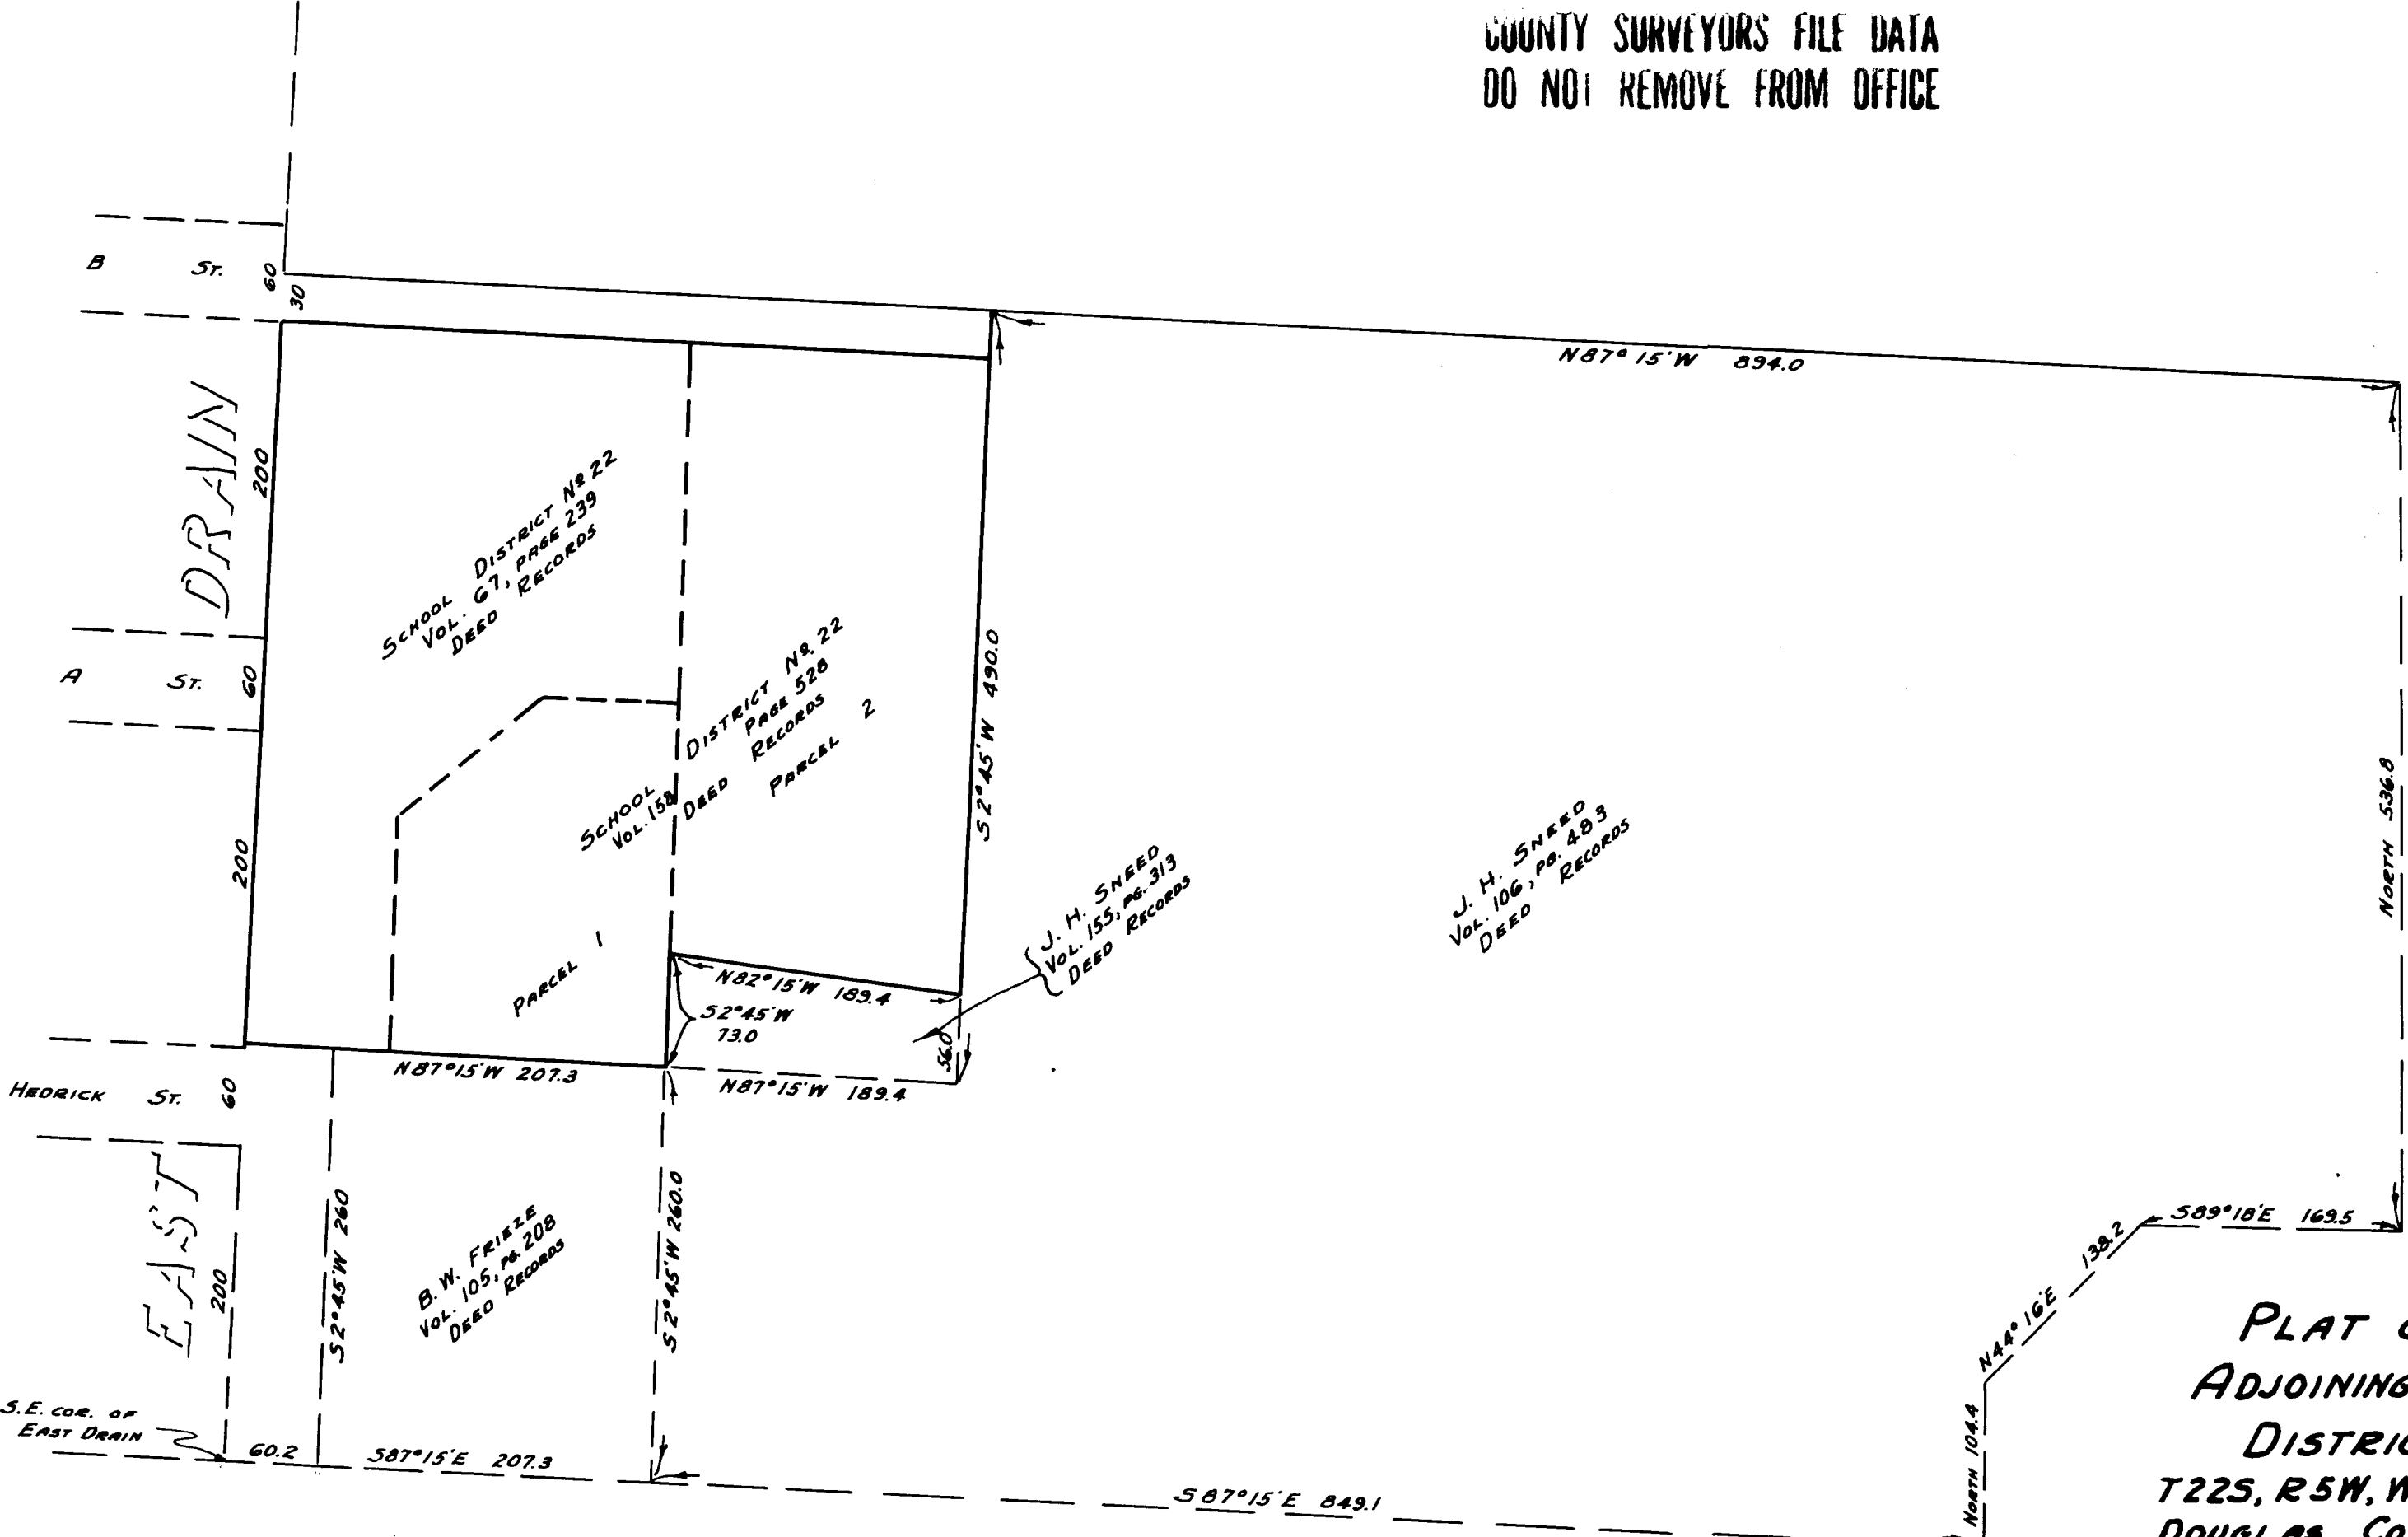 COUNTY SURVEYORS FILE DATA
DO NOT REMOVE FROM OFFICE
B ST.
60
30
N87°15'W 894.0
DRAIN
200
SCHOOL DISTRICT Nº 22
VOL. 67, PAGE 239
DEED RECORDS
A ST.
60
SCHOOL DISTRICT Nº 22
VOL. 158 PAGE 528
DEED RECORDS
PARCEL 2
S2°45'W 490.0
NORTH 536.8
200
J. H. SNEED
VOL. 155, PG. 313
DEED RECORDS
J. H. SNEED
VOL. 106, PG. 483
DEED RECORDS
PARCEL 1
N82°15'W 189.4
S2°45'W
73.0
56.0
N87°15'W 207.3
N87°15'W 189.4
HEDRICK ST. 60
EAST
200
S2°45'W 260
B. W. FRIEZE
VOL. 105, PG. 208
DEED RECORDS
S2°45'W 260.0
S89°18'E 169.5
N44°16'E 138.2
NORTH 104.4
S.E. COR. OF
EAST DRAIN
60.2
S87°15'E 207.3
S87°15'E 849.1
PLAT
ADJOINING
DISTRIC
T22S, R5W, W
DOUGLAS CO